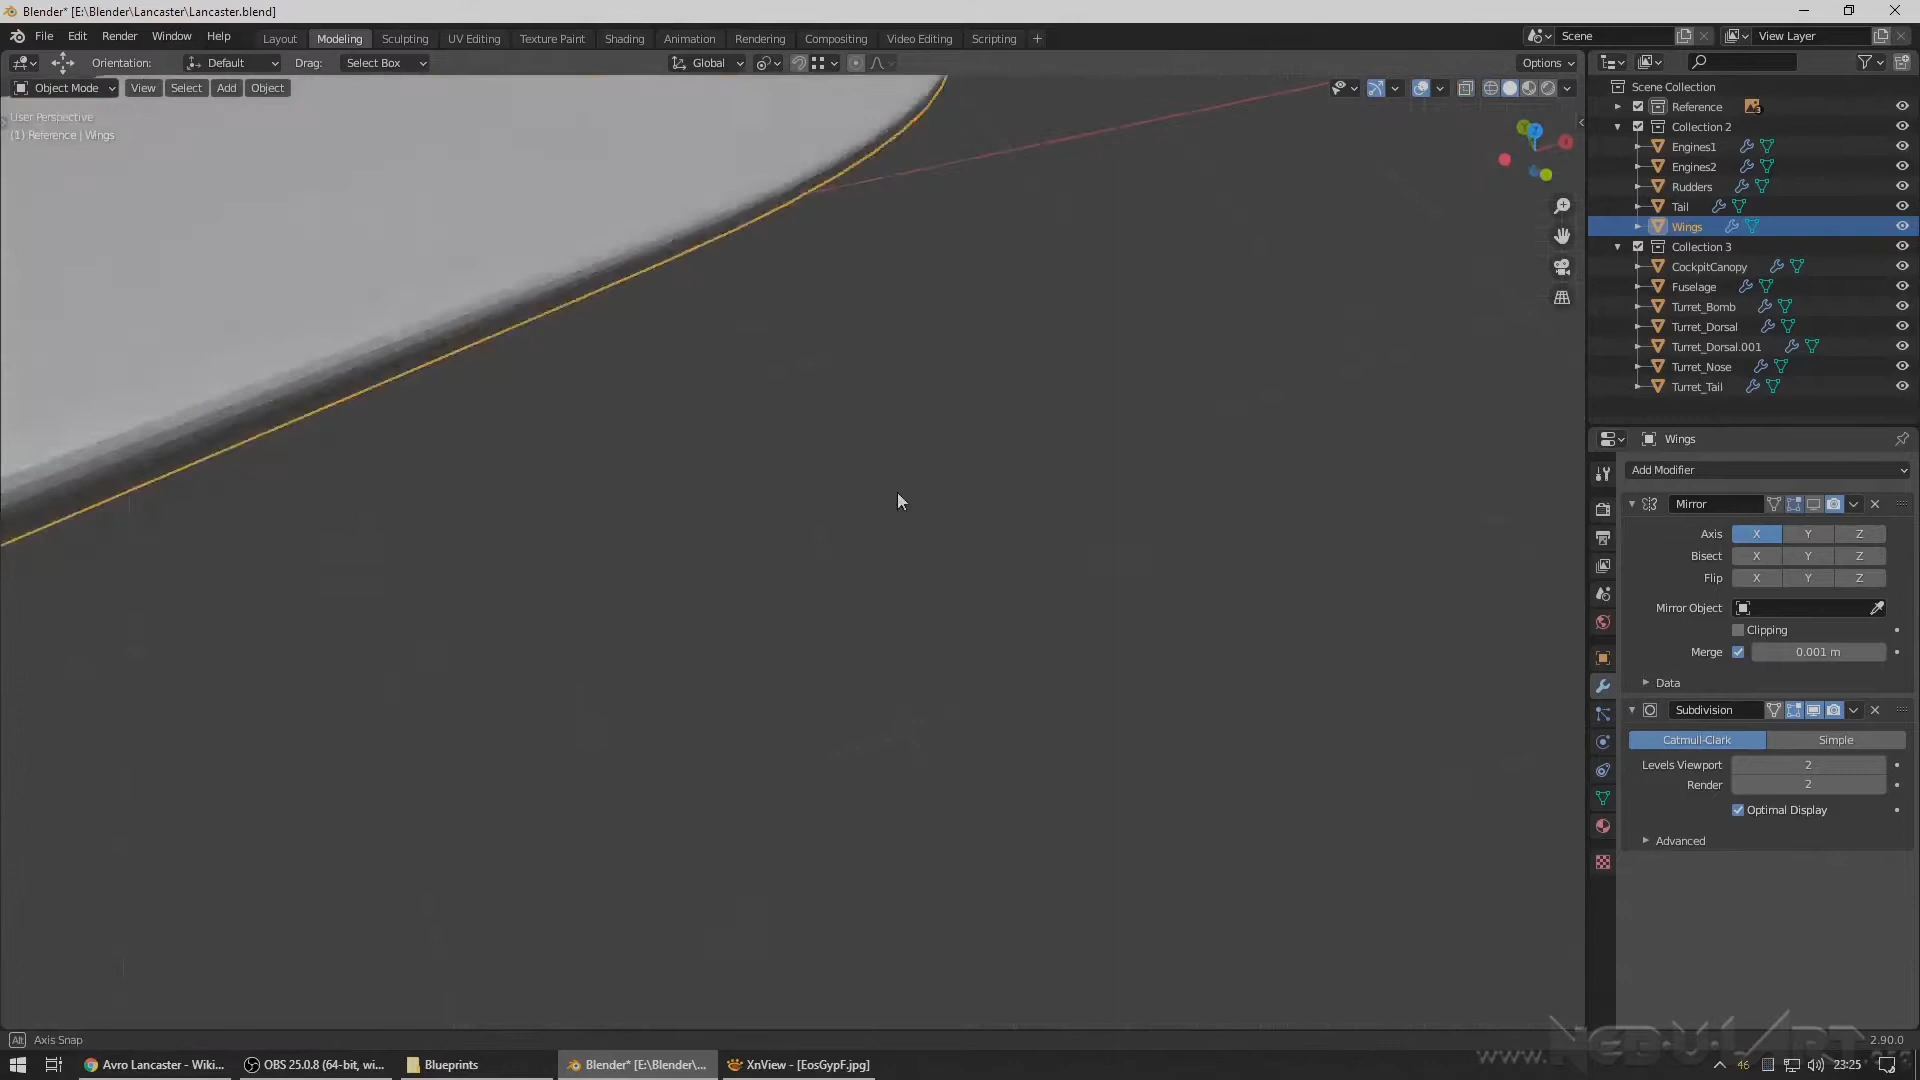 Blender* [E:\Blender\Lancaster\Lancaster.blend]
File Edit Render Window Help
Layout Modeling Sculpting UV Editing Texture Paint Shading Animation Rendering Compositing Video Editing Scripting +
Scene
View Layer
Orientation: Default Drag: Select Box
Global
Options
Object Mode View Select Add Object
User Perspective
(1) Reference | Wings
Scene Collection
Reference
Collection 2
Engines1
Engines2
Rudders
Tail
Wings
Collection 3
CockpitCanopy
Fuselage
Turret_Bomb
Turret_Dorsal
Turret_Dorsal.001
Turret_Nose
Turret_Tail
Wings
Add Modifier
Mirror
Axis X Y Z
Bisect X Y Z
Flip X Y Z
Mirror Object
Clipping
Merge 0.001 m
Data
Subdivision
Catmull-Clark Simple
Levels Viewport 2
Render 2
Optimal Display
Advanced
Alt Axis Snap
2.90.0
Avro Lancaster - Wiki...
OBS 25.0.8 (64-bit, wi...
Blueprints
Blender* [E:\Blender\...
XnView - [EosGypF.jpg]
46
23:25